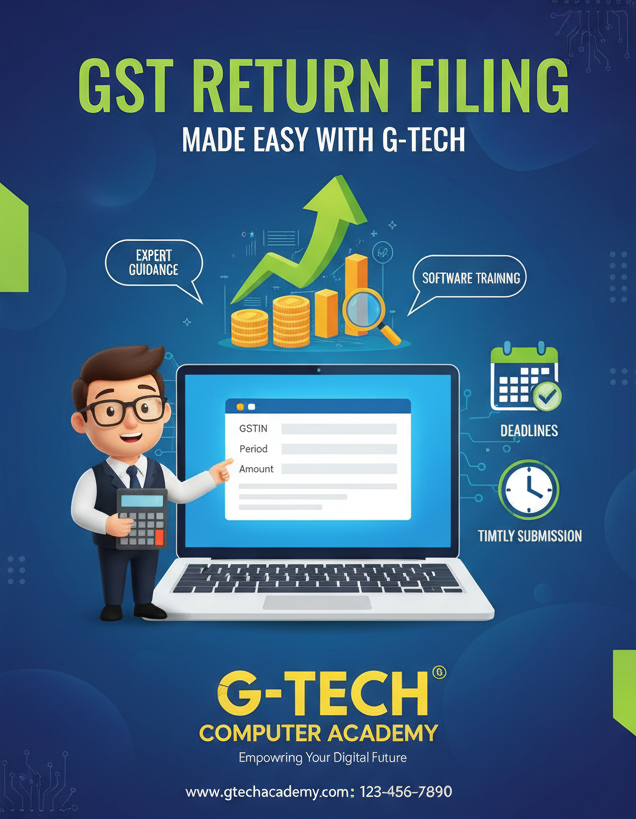 GST RETURN FILING
MADE EASY WITH G-TECH
EXPERT
GUIDANCE
SOFTWARE TRAINNG
GSTIN
Period
Amount
DEADLINES
TIMTLY SUBMISSION
G-TECH
COMPUTER ACADEMY
Empowring Your Digital Future
www.gtechacademy.com: 123-456-7890